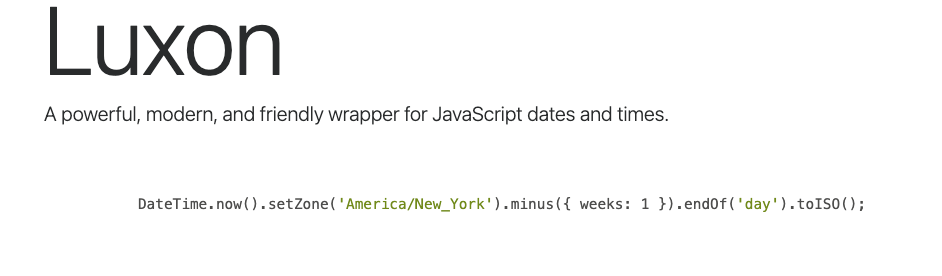 Luxon
A powerful, modern, and friendly wrapper for JavaScript dates and times.
DateTime.now().setZone('America/New_York').minus({ weeks: 1 }).endOf('day').toISO();